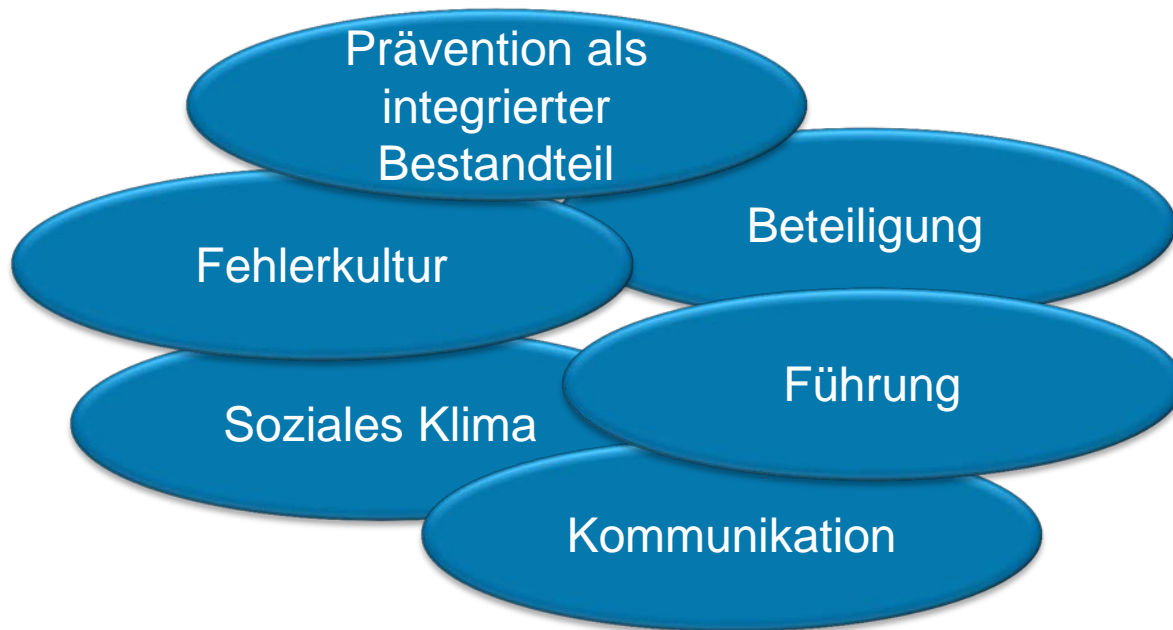 Prävention als
integrierter
Bestandteil
Beteiligung
Fehlerkultur
Führung
Soziales Klima
Kommunikation